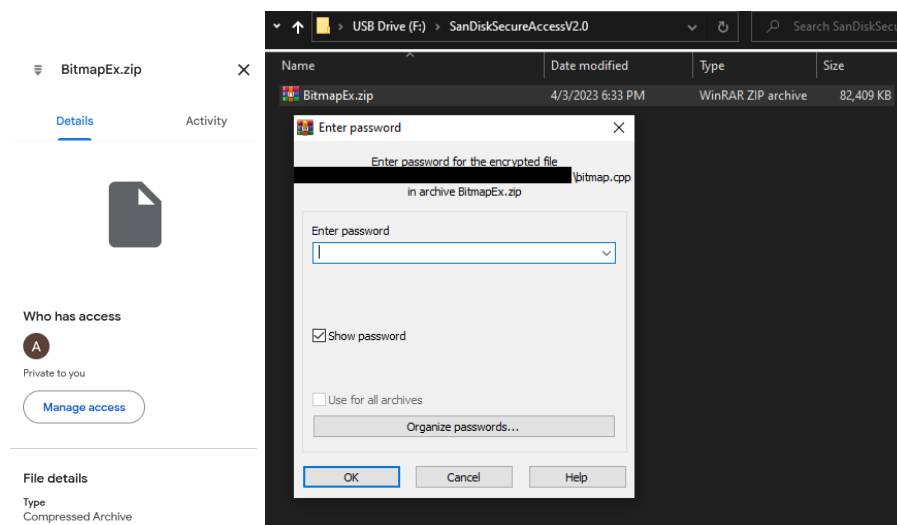 BitmapEx.zip
Details
Activity
Who has access
A
Private to you
Manage access
File details
Type
Compressed Archive
USB Drive (F:) > SanDiskSecureAccessV2.0
Search SanDiskSecu
Name Date modified Type Size
BitmapEx.zip 4/3/2023 6:33 PM WinRAR ZIP archive 82,409 KB
Enter password
Enter password for the encrypted file
\bitmap.cpp
in archive BitmapEx.zip
Enter password
Show password
Use for all archives
Organize passwords...
OK Cancel Help